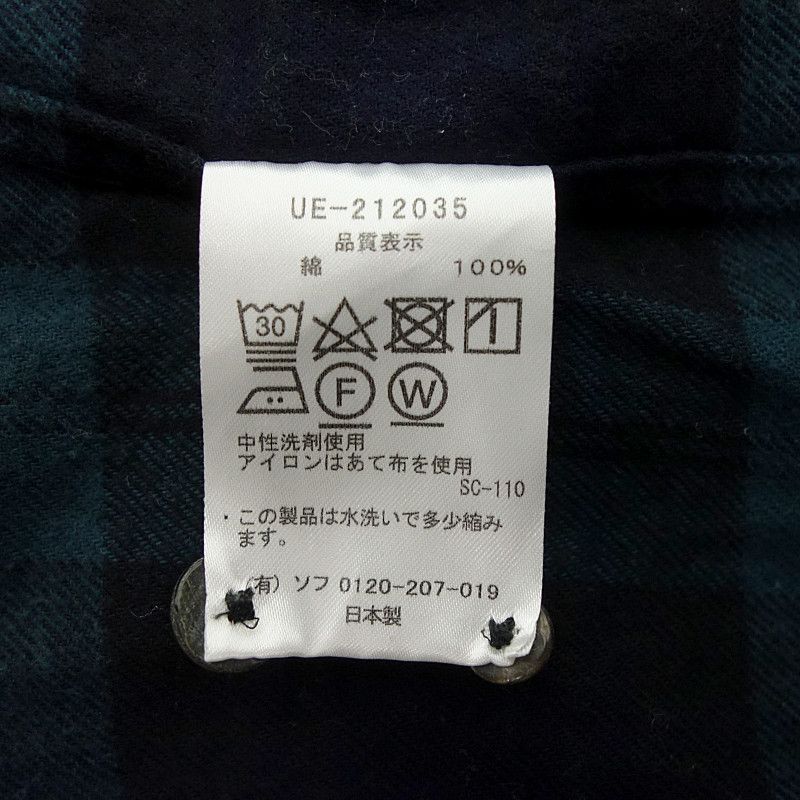 UE-212035
品質表示
綿 100%
30
F W
中性洗剤使用
アイロンはあて布を使用
SC-110
・この製品は水洗いで多少縮み
ます。
(有) ソフ 0120-207-019
日本製